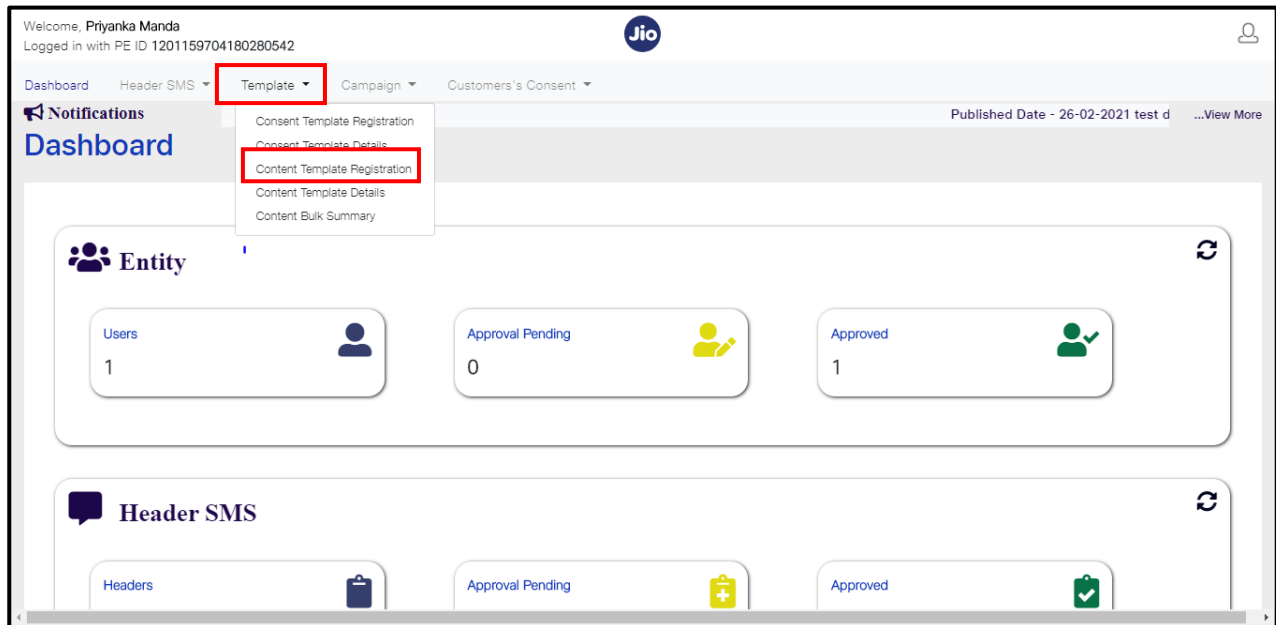 Welcome, Priyanka Manda
Logged in with PE ID 1201159704180280542
Jio
Dashboard Header SMS Template Campaign Customers's Consent
Notifications Published Date - 26-02-2021 test d ...View More
Dashboard
Consent Template Registration
Consent Template Details
Content Template Registration
Content Template Details
Content Bulk Summary
Entity
Users Approval Pending Approved
1 0 1
Header SMS
Headers Approval Pending Approved